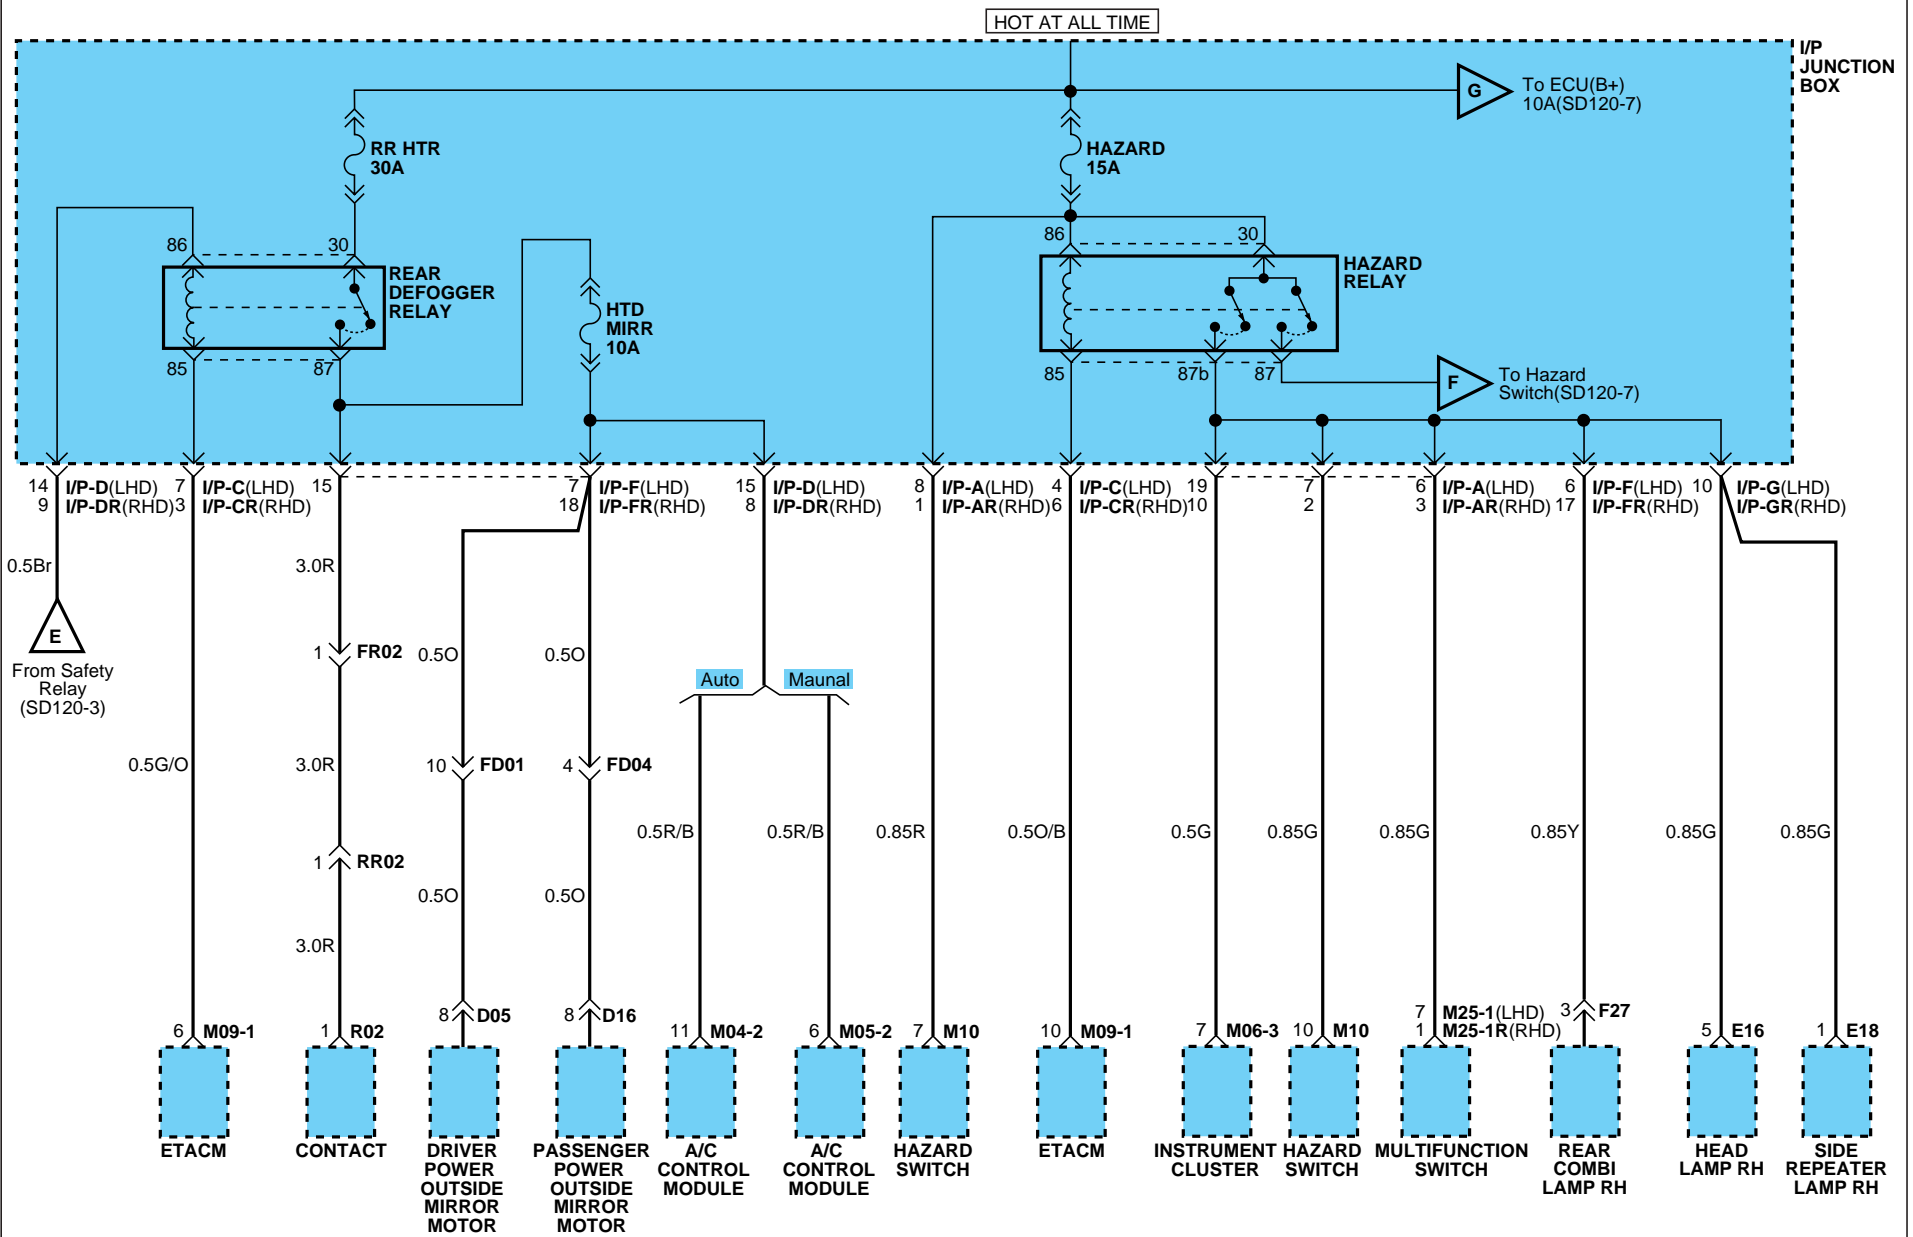 HOT AT ALL TIME
I/P
JUNCTION
BOX
G
To ECU(B+)
10A(SD120-7)
RR HTR
30A
HAZARD
15A
86
30
REAR
DEFOGGER
RELAY
85
87
HTD
MIRR
10A
86
30
HAZARD
RELAY
85
87b
87
F
To Hazard
Switch(SD120-7)
14 I/P-D(LHD) 7 I/P-C(LHD) 15 7 I/P-F(LHD) 15 I/P-D(LHD) 8 I/P-A(LHD) 4 I/P-C(LHD) 19 7 6 I/P-A(LHD) 6 I/P-F(LHD) 10 I/P-G(LHD)
9 I/P-DR(RHD) 3 I/P-CR(RHD) 18 I/P-FR(RHD) 8 I/P-DR(RHD) 1 I/P-AR(RHD) 6 I/P-CR(RHD) 10 2 3 I/P-AR(RHD) 17 I/P-FR(RHD) I/P-GR(RHD)
0.5Br
3.0R
E
From Safety
Relay
(SD120-3)
1 FR02
0.5O
0.5O
Auto
Maunal
0.5G/O
3.0R
10 FD01
4 FD04
0.5R/B
0.5R/B
0.85R
0.5O/B
0.5G
0.85G
0.85G
0.85Y
0.85G
0.85G
1 RR02
0.5O
0.5O
3.0R
8 D05
8 D16
7 M25-1(LHD)
3 F27
6 M09-1
1 R02
11 M04-2
6 M05-2
7 M10
10 M09-1
7 M06-3
10 M10
1 M25-1R(RHD)
5 E16
1 E18
ETACM
CONTACT
DRIVER
POWER
OUTSIDE
MIRROR
MOTOR
PASSENGER
POWER
OUTSIDE
MIRROR
MOTOR
A/C
CONTROL
MODULE
A/C
CONTROL
MODULE
HAZARD
SWITCH
ETACM
INSTRUMENT
CLUSTER
HAZARD
SWITCH
MULTIFUNCTION
SWITCH
REAR
COMBI
LAMP RH
HEAD
LAMP RH
SIDE
REPEATER
LAMP RH